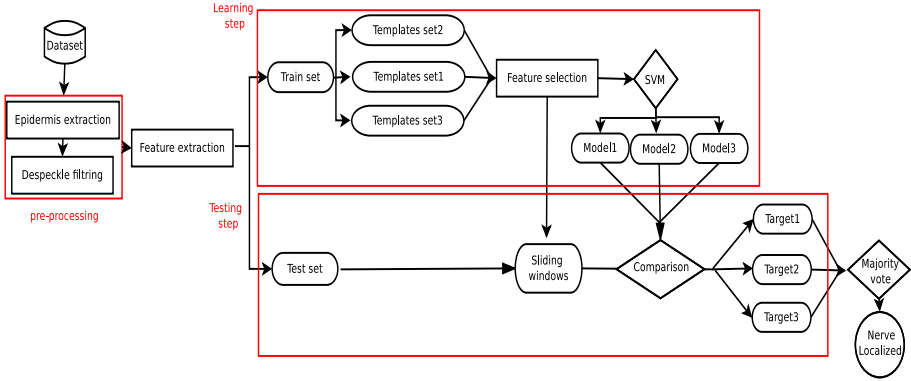 Learning
step
Dataset
Templates set2
Train set
Templates set1
Feature selection
SVM
Epidermis extraction
Templates set3
Feature extraction
Model1
Model2
Model3
Despeckle filtring
pre-processing
Testing
step
Target1
Test set
Sliding
windows
Comparison
Target2
Majority
vote
Target3
Nerve
Localized